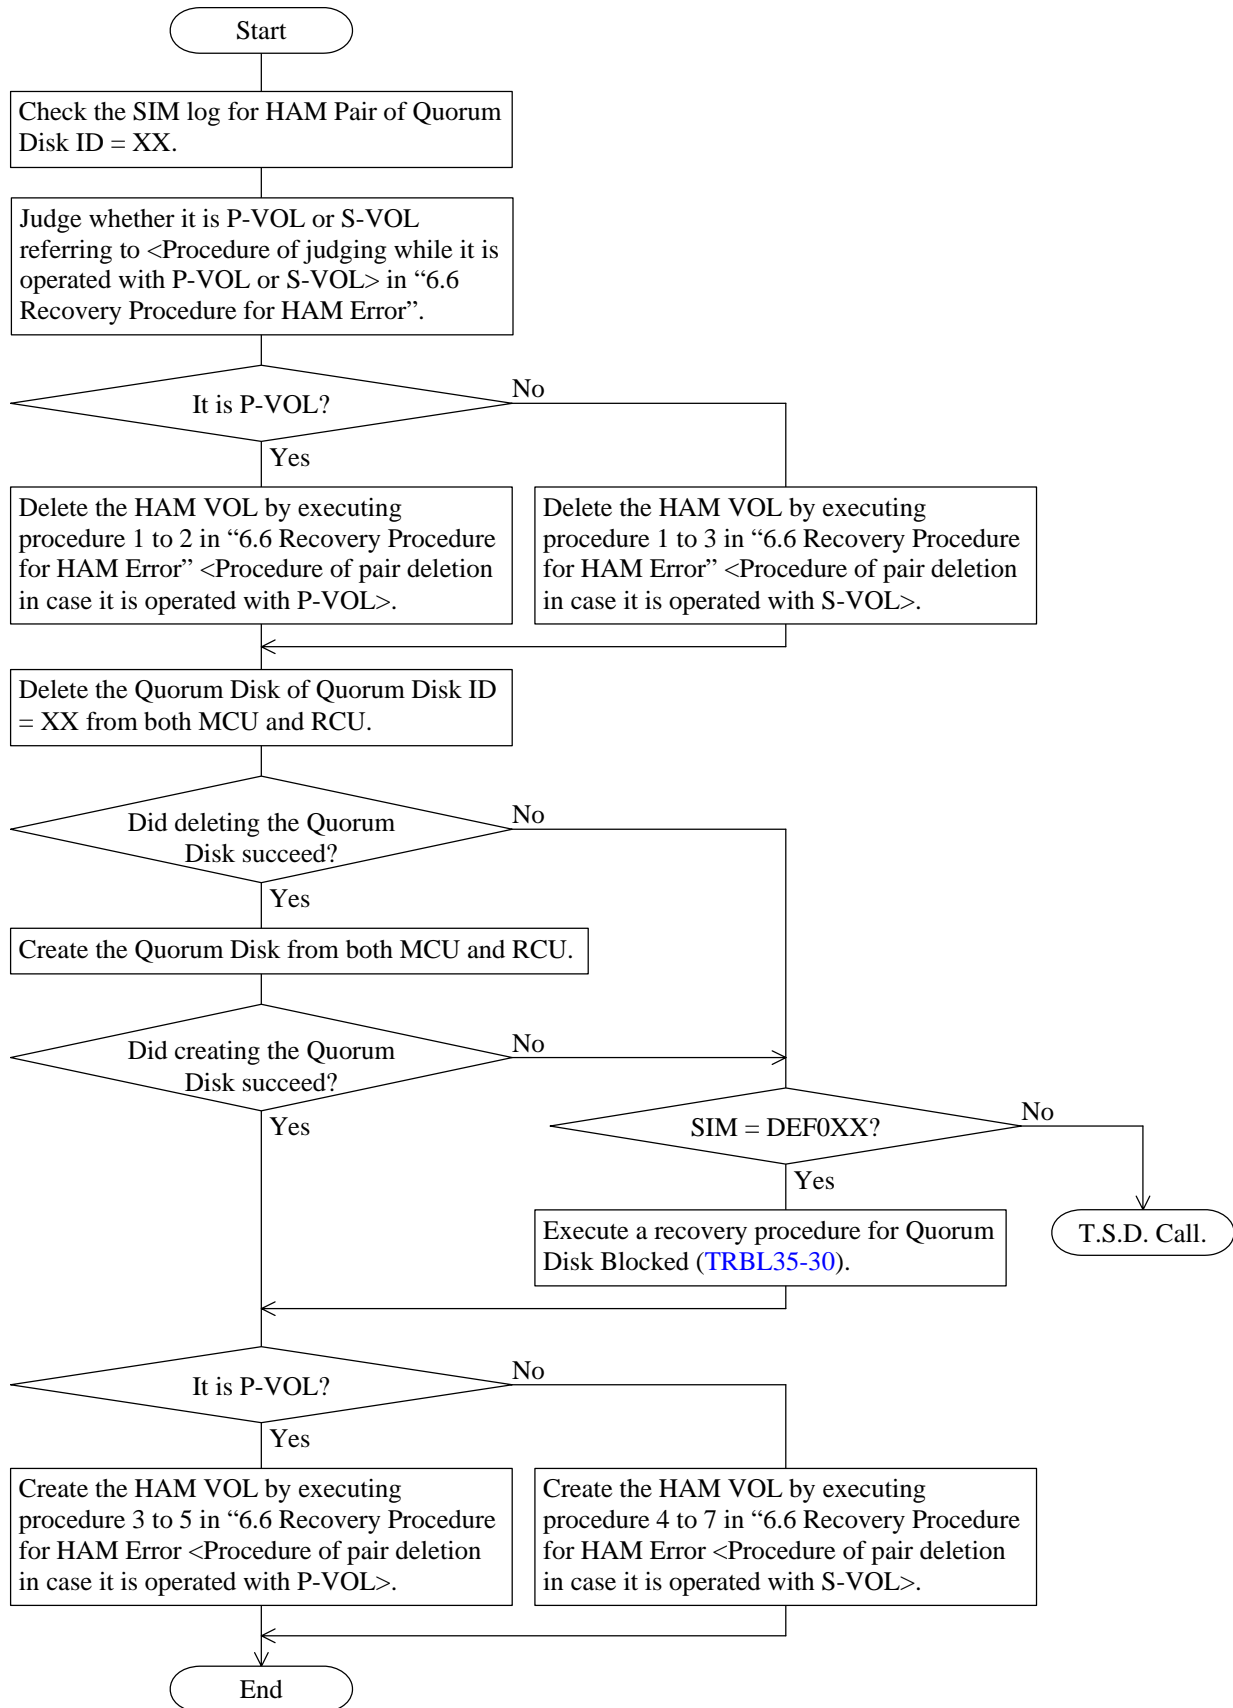 Start
Check the SIM log for HAM Pair of Quorum
Disk ID = XX.
Judge whether it is P-VOL or S-VOL
referring to <Procedure of judging while it is
operated with P-VOL or S-VOL> in “6.6
Recovery Procedure for HAM Error”.
It is P-VOL?
No
Yes
Delete the HAM VOL by executing
procedure 1 to 2 in “6.6 Recovery Procedure
for HAM Error” <Procedure of pair deletion
in case it is operated with P-VOL>.
Delete the HAM VOL by executing
procedure 1 to 3 in “6.6 Recovery Procedure
for HAM Error” <Procedure of pair deletion
in case it is operated with S-VOL>.
Delete the Quorum Disk of Quorum Disk ID
= XX from both MCU and RCU.
Did deleting the Quorum
Disk succeed?
No
Yes
Create the Quorum Disk from both MCU and RCU.
Did creating the Quorum
Disk succeed?
No
Yes
SIM = DEF0XX?
No
Yes
Execute a recovery procedure for Quorum
Disk Blocked (TRBL35-30).
T.S.D. Call.
It is P-VOL?
No
Yes
Create the HAM VOL by executing
procedure 3 to 5 in “6.6 Recovery Procedure
for HAM Error <Procedure of pair deletion
in case it is operated with P-VOL>.
Create the HAM VOL by executing
procedure 4 to 7 in “6.6 Recovery Procedure
for HAM Error <Procedure of pair deletion
in case it is operated with S-VOL>.
End